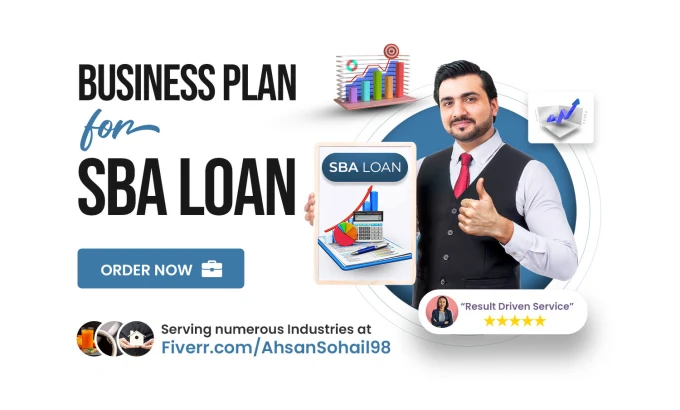 BUSINESS PLAN
for
SBA LOAN
ORDER NOW
Serving numerous Industries at
Fiverr.com/AhsanSohail98
SBA LOAN
“Result Driven Service”